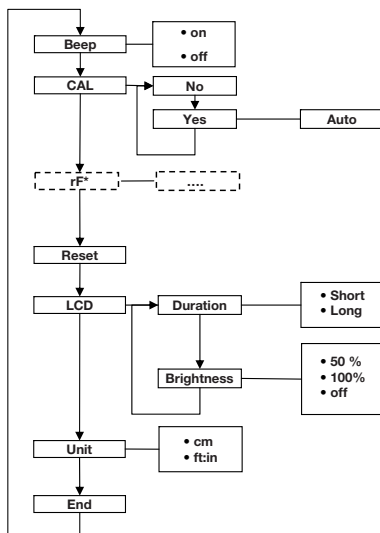 Beep
• on
• off
CAL
No
Yes
Auto
rF*
....
Reset
LCD
Duration
• Short
• Long
Brightness
• 50 %
• 100%
• off
Unit
• cm
• ft:in
End